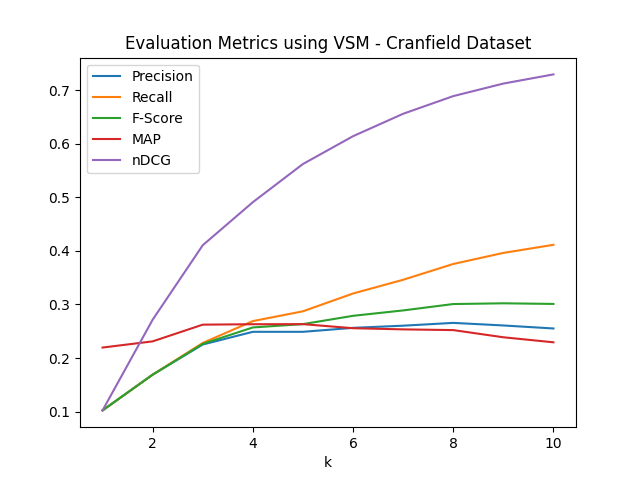 Evaluation Metrics using VSM - Cranfield Dataset
Precision
Recall
F-Score
MAP
nDCG
0.7
0.6
0.5
0.4
0.3
0.2
0.1
2 4 6 8 10
k